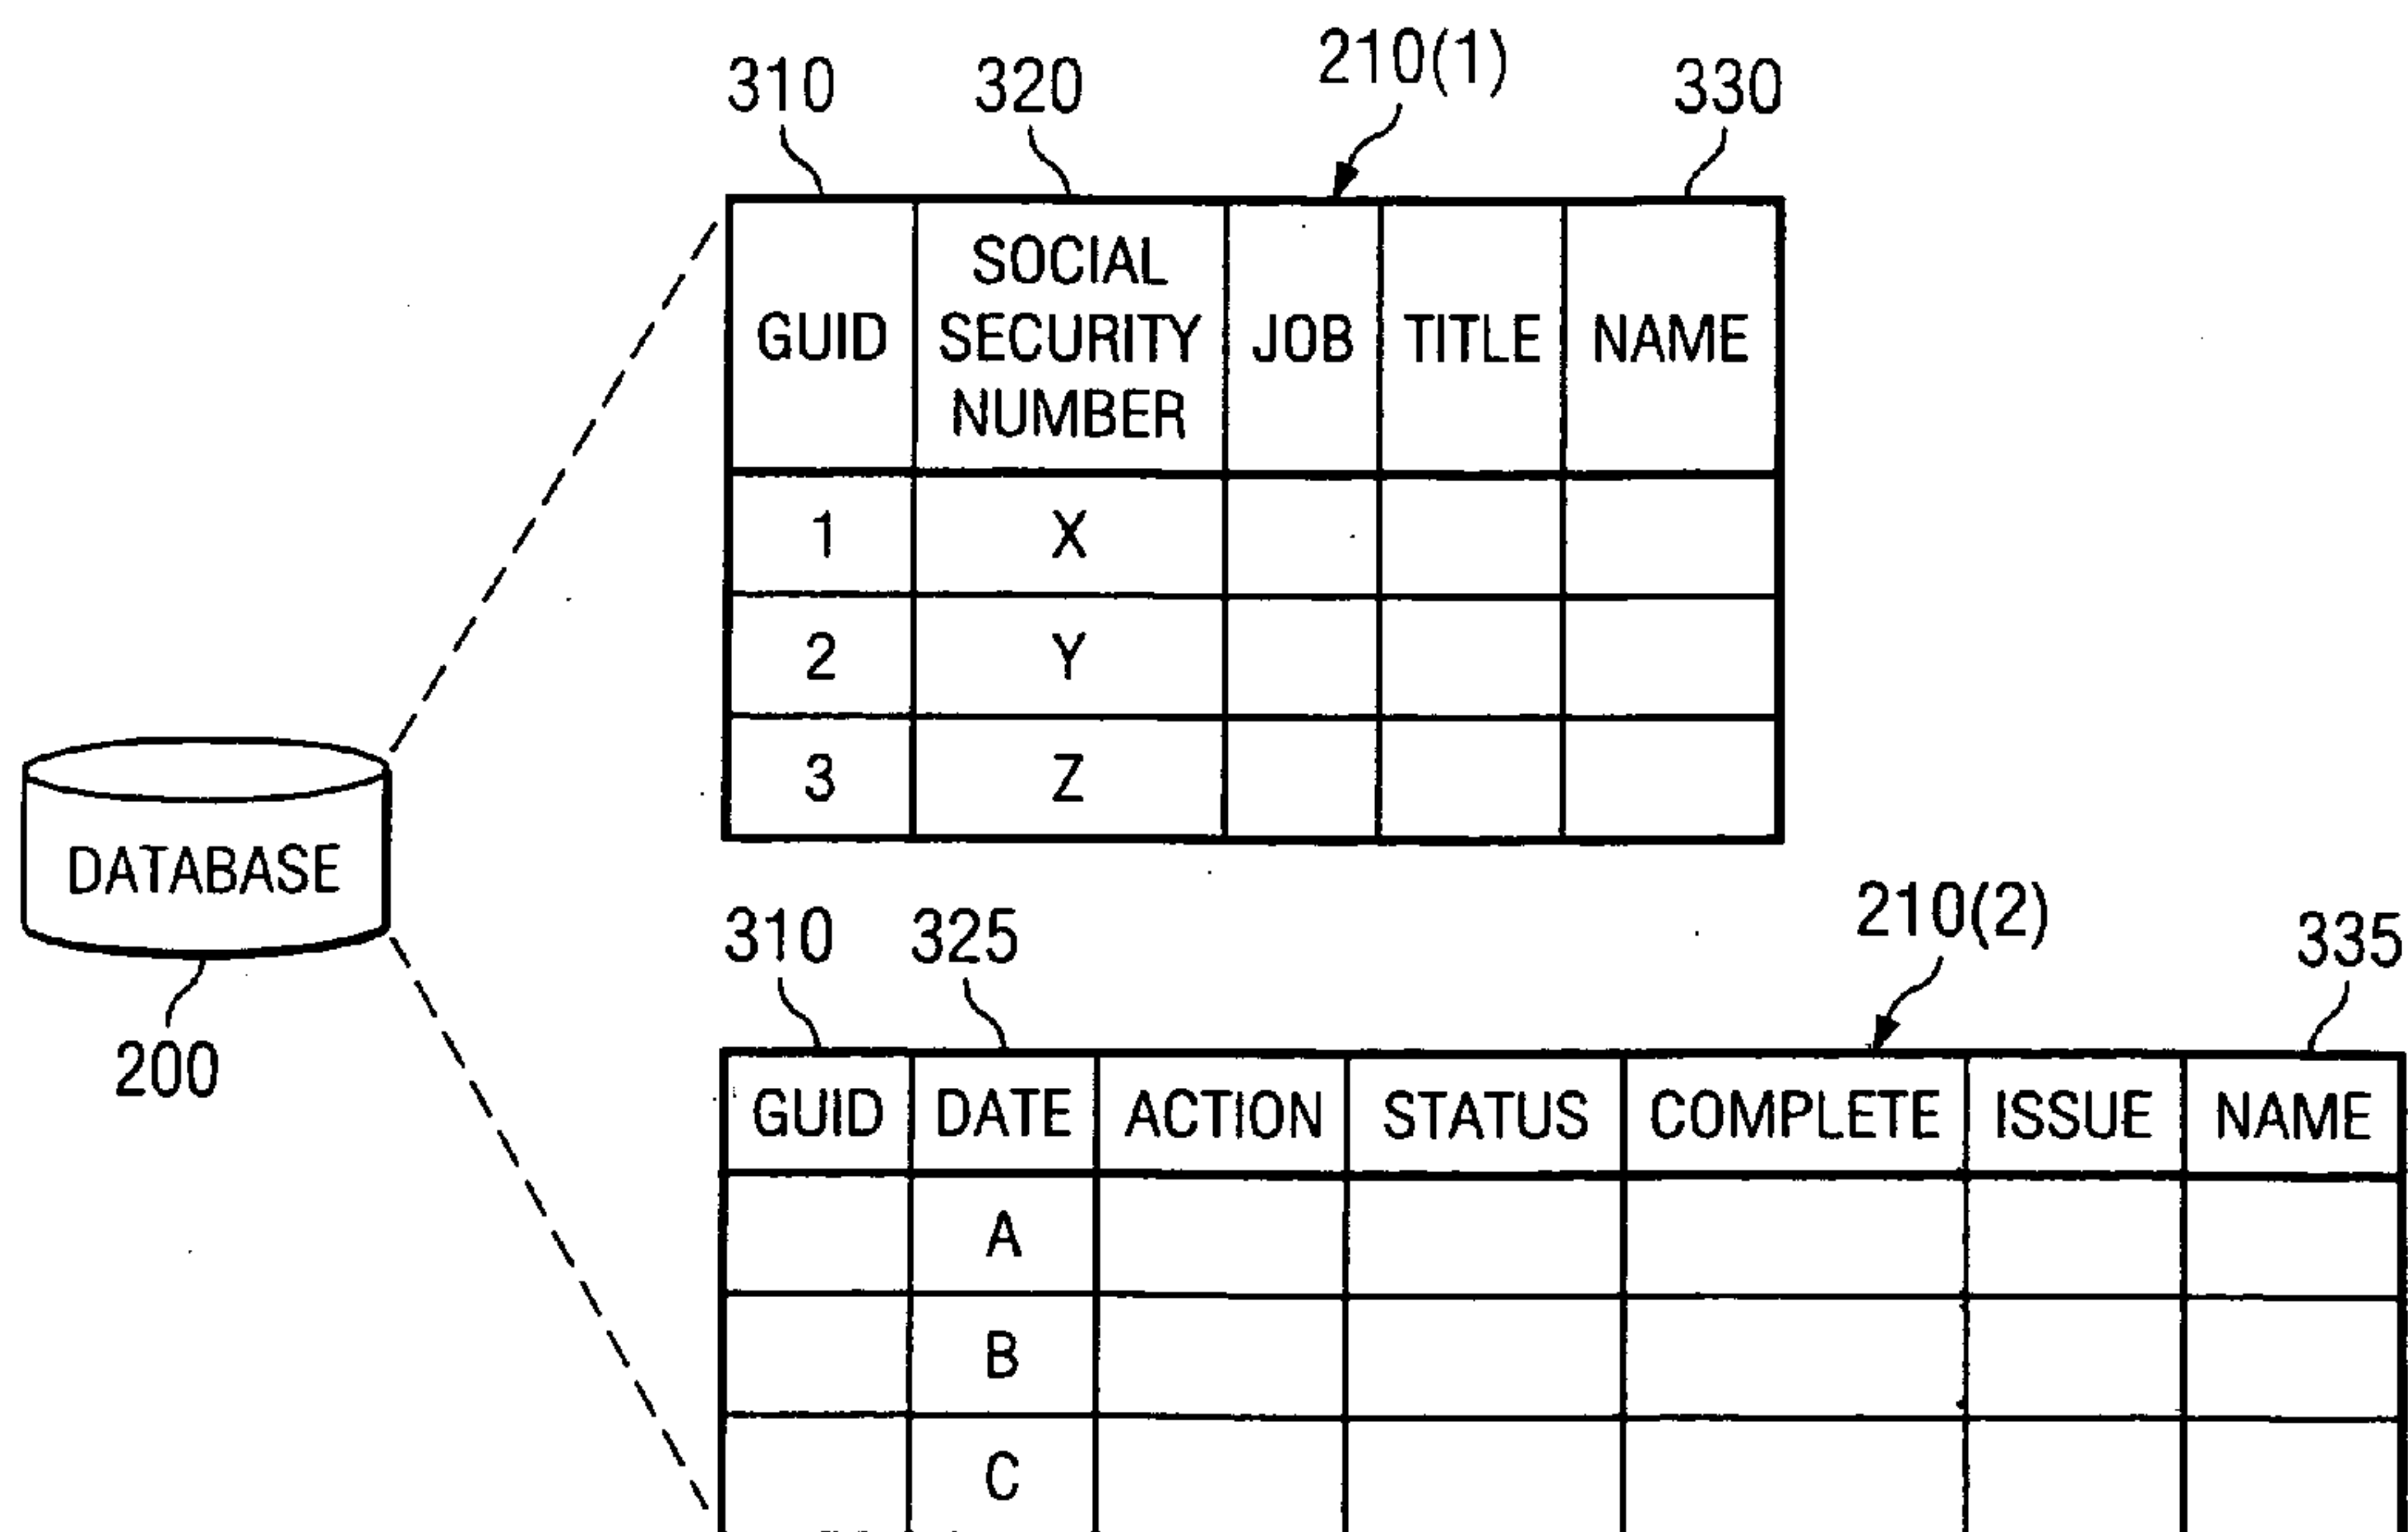 310 320 210(1) 330
GUID SOCIAL SECURITY NUMBER JOB TITLE NAME
1 X
2 Y
3 Z
DATABASE
200
310 325 210(2) 335
GUID DATE ACTION STATUS COMPLETE ISSUE NAME
A
B
C